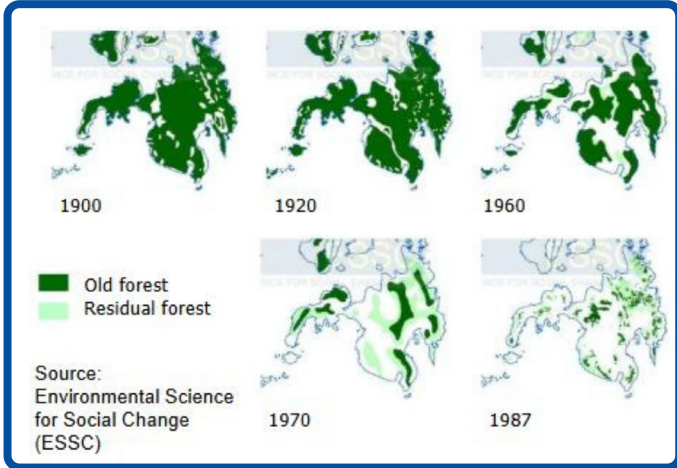 1900
1920
1960
Old forest
Residual forest
Source:
Environmental Science
for Social Change
(ESSC)
1970
1987